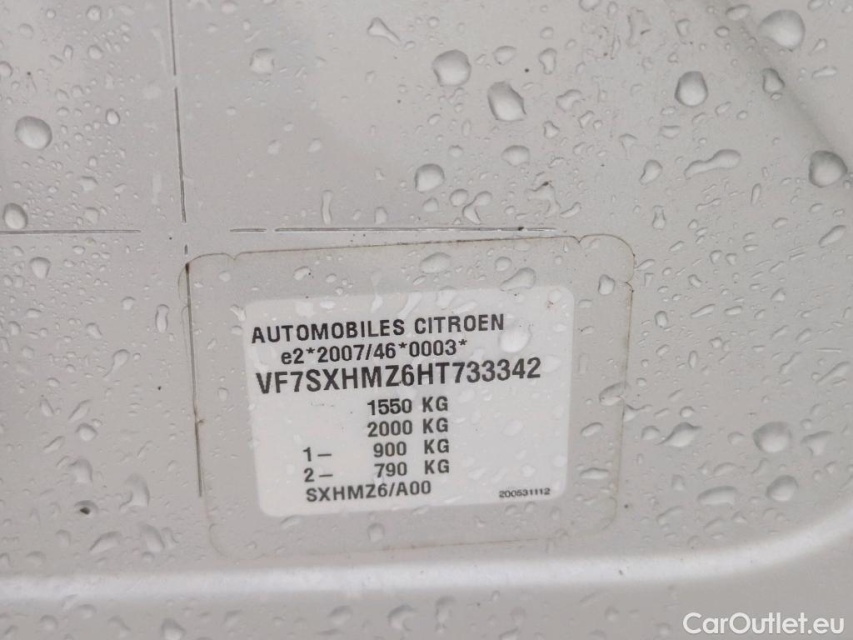 AUTOMOBILES CITROEN
e2*2007/46*0003*
VF7SXHMZ6HT733342
1550 KG
2000 KG
1– 900 KG
2– 790 KG
SXHMZ6/A00
200531112
CarOutlet.eu